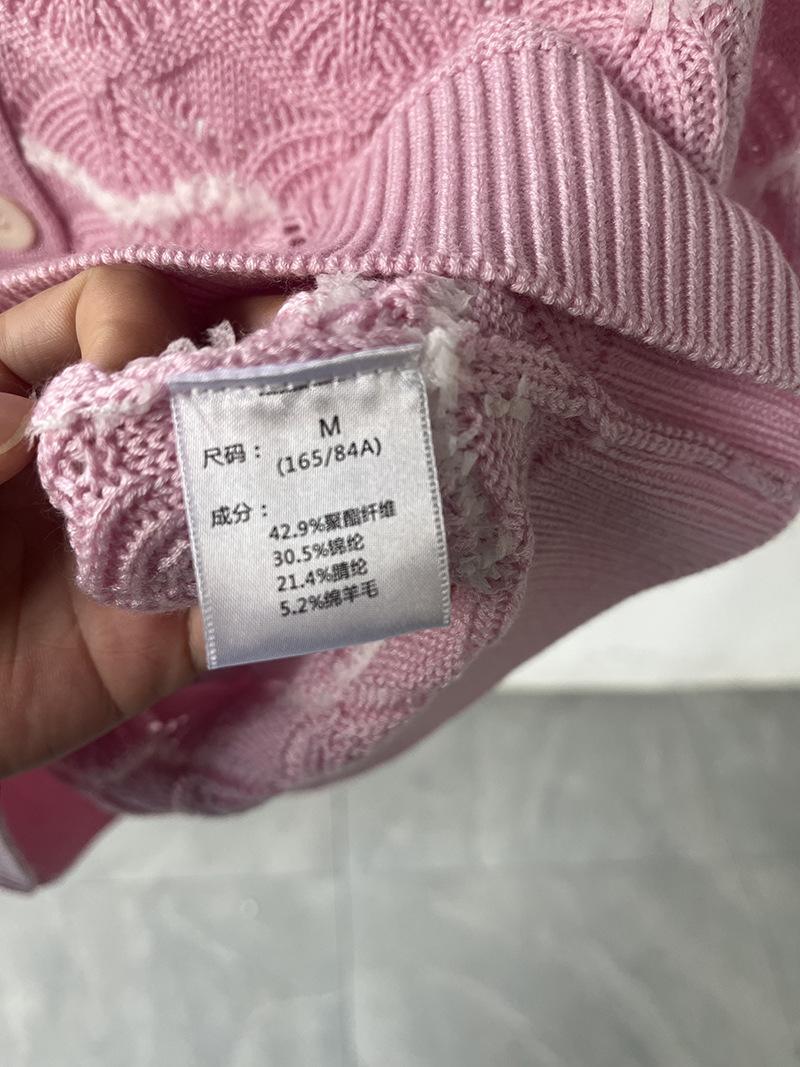 M
尺码：(165/84A)
成分：
42.9%聚酯纤维
30.5%锦纶
21.4%腈纶
5.2%绵羊毛